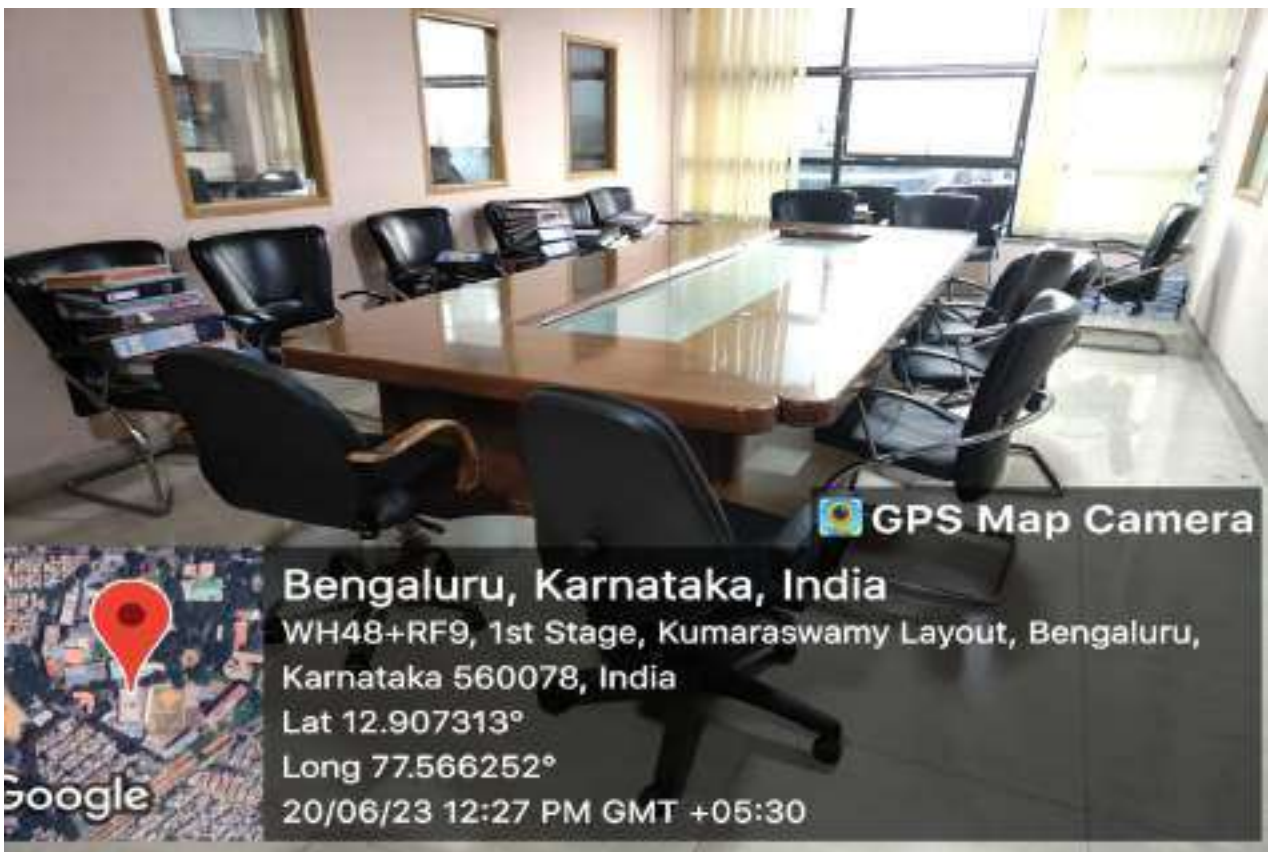 GPS Map Camera
Bengaluru, Karnataka, India
WH48+RF9, 1st Stage, Kumaraswamy Layout, Bengaluru,
Karnataka 560078, India
Lat 12.907313°
Long 77.566252°
20/06/23 12:27 PM GMT +05:30
Google